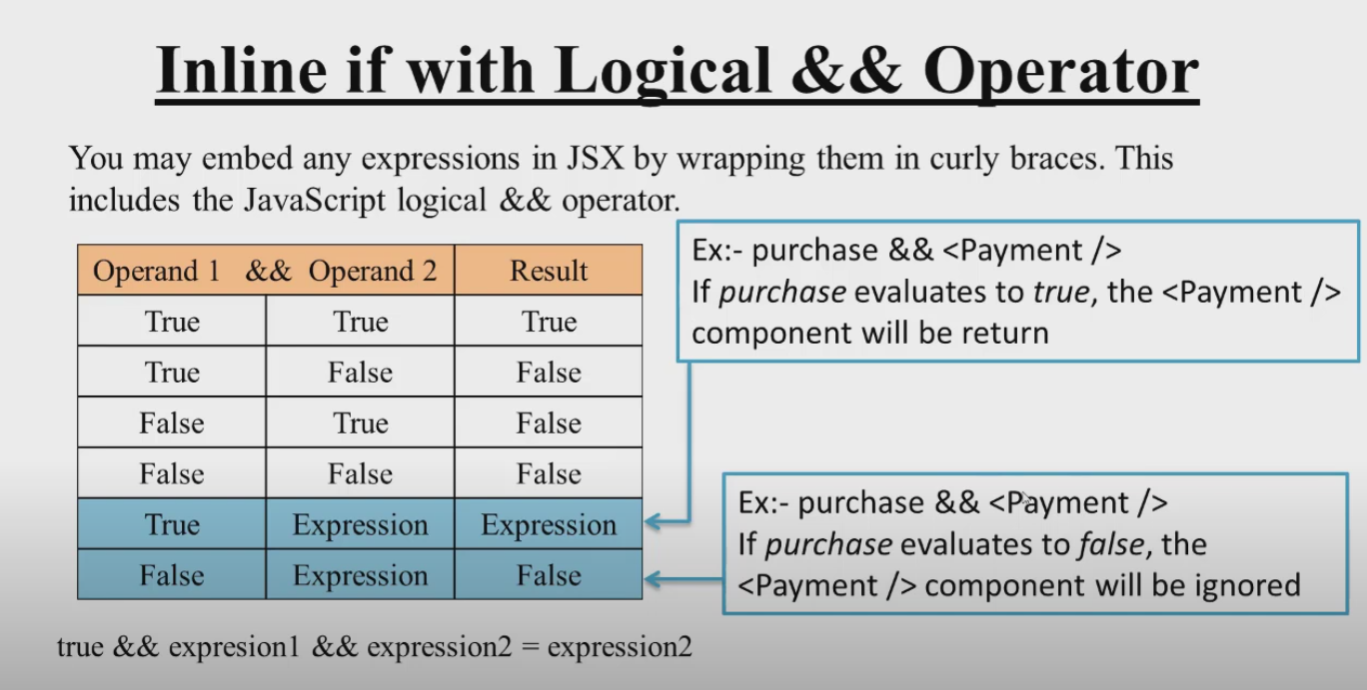 Inline if with Logical && Operator
You may embed any expressions in JSX by wrapping them in curly braces. This
includes the JavaScript logical && operator.
Operand 1 && Operand 2 Result
True True True
True False False
False True False
False False False
True Expression Expression
False Expression False
Ex:- purchase && <Payment />
If purchase evaluates to true, the <Payment />
component will be return
Ex:- purchase && <Payment />
If purchase evaluates to false, the
<Payment /> component will be ignored
true && expresion1 && expression2 = expression2